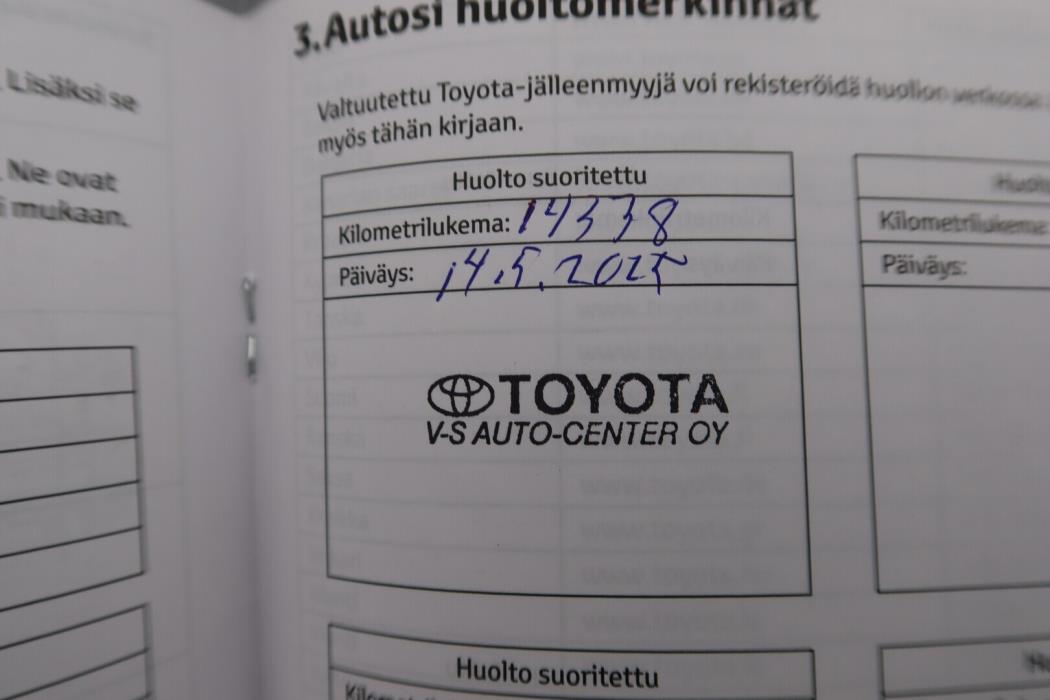 Lisäksi se
Ne ovat
mukaan.
3. Autosi huoltomerkinnät
Valtuutettu Toyota-jälleenmyyjä voi rekisteröidä huollon
myös tähän kirjaan.
Huolto suoritettu
Kilometrilukema: 14338
Päiväys: 14.5.2025
TOYOTA
V-S AUTO-CENTER OY
Kilometrilukema
Päiväys:
Huolto suoritettu